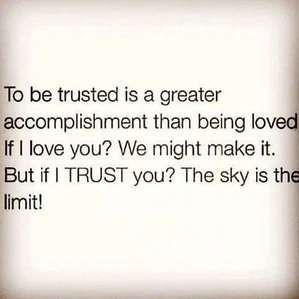 To be trusted is a greater
accomplishment than being loved
If I love you? We might make it.
But if I TRUST you? The sky is the
limit!